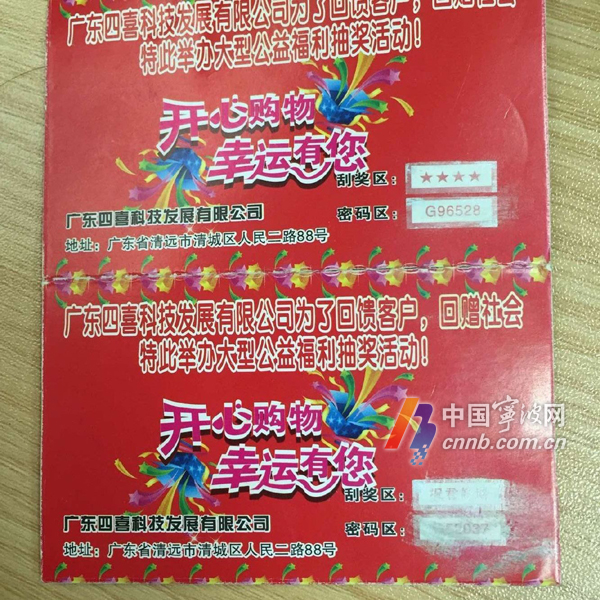 广东四喜科技发展有限公司为了回馈客户，回赠社会
特此举办大型公益福利抽奖活动！
开心购物
幸运有您
刮奖区：★★★★
广东四喜科技发展有限公司
密码区：G96528
地址：广东省清远市清城区人民二路88号
广东四喜科技发展有限公司为了回馈客户，回赠社会
特此举办大型公益福利抽奖活动！
中国宁波网
cnnb.com.cn
开心购物
幸运有您
刮奖区：
广东四喜科技发展有限公司
密码区：
地址：广东省清远市清城区人民二路88号